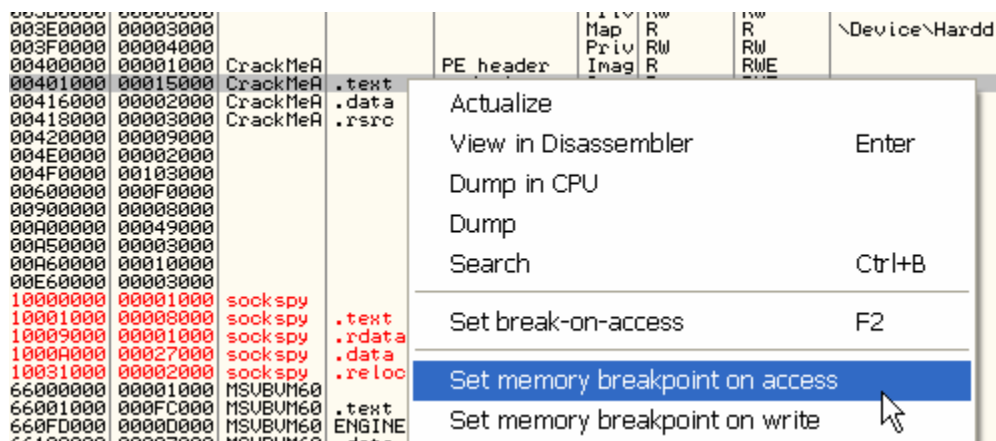 003E0000 00003000 Map R R \Device\Hardd
003F0000 00004000 Priv RW RW
00400000 00001000 CrackMeA PE header Imag R RWE
00401000 00015000 CrackMeA .text
00416000 00002000 CrackMeA .data
00418000 00003000 CrackMeA .rsrc
00420000 00009000
004E0000 00002000
004F0000 00103000
00600000 000F0000
00900000 00008000
00A00000 00049000
00A50000 00003000
00A60000 00010000
00E60000 00003000
10000000 00001000 sockspy
10001000 00008000 sockspy .text
10009000 00001000 sockspy .rdata
1000A000 00027000 sockspy .data
10031000 00002000 sockspy .reloc
66000000 00001000 MSVBVM60
66001000 000FC000 MSVBVM60 .text
660FD000 0000D000 MSVBVM60 ENGINE
Actualize
View in Disassembler Enter
Dump in CPU
Dump
Search Ctrl+B
Set break-on-access F2
Set memory breakpoint on access
Set memory breakpoint on write